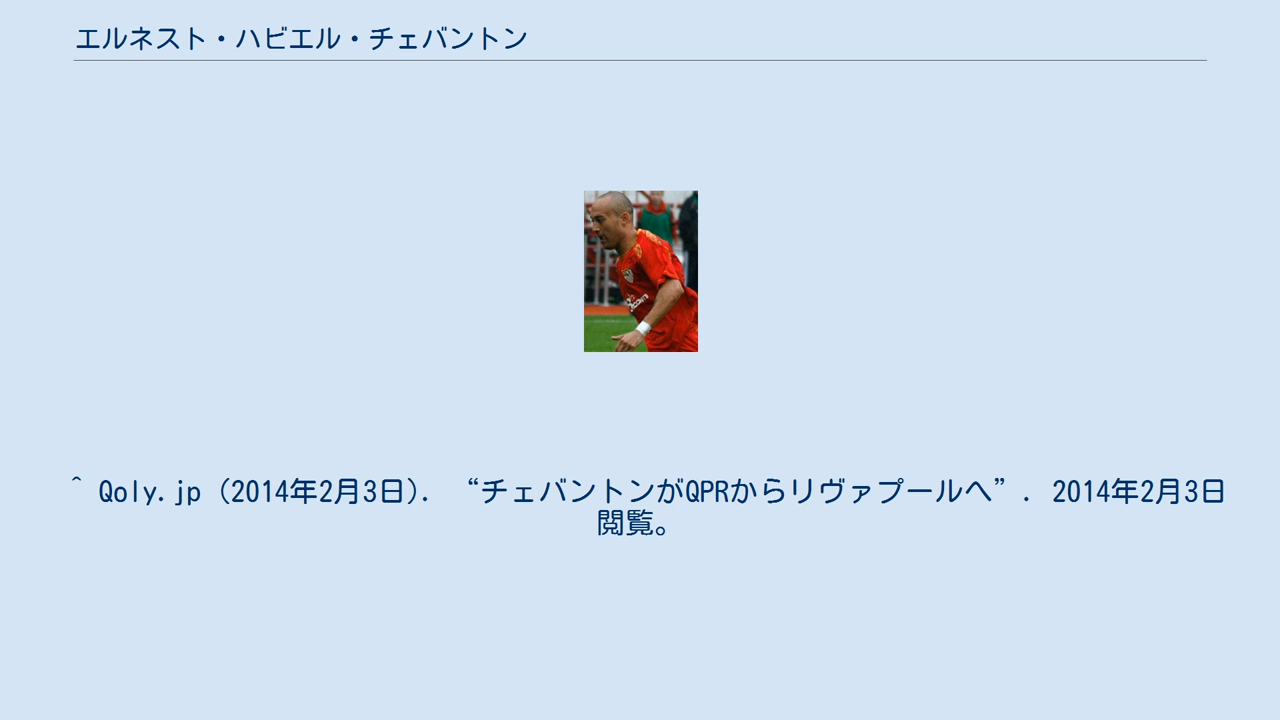 エルネスト・ハビエル・チェバントン
^ Qoly.jp (2014年2月3日). “チェバントンがQPRからリヴァプールへ”. 2014年2月3日
閲覧。